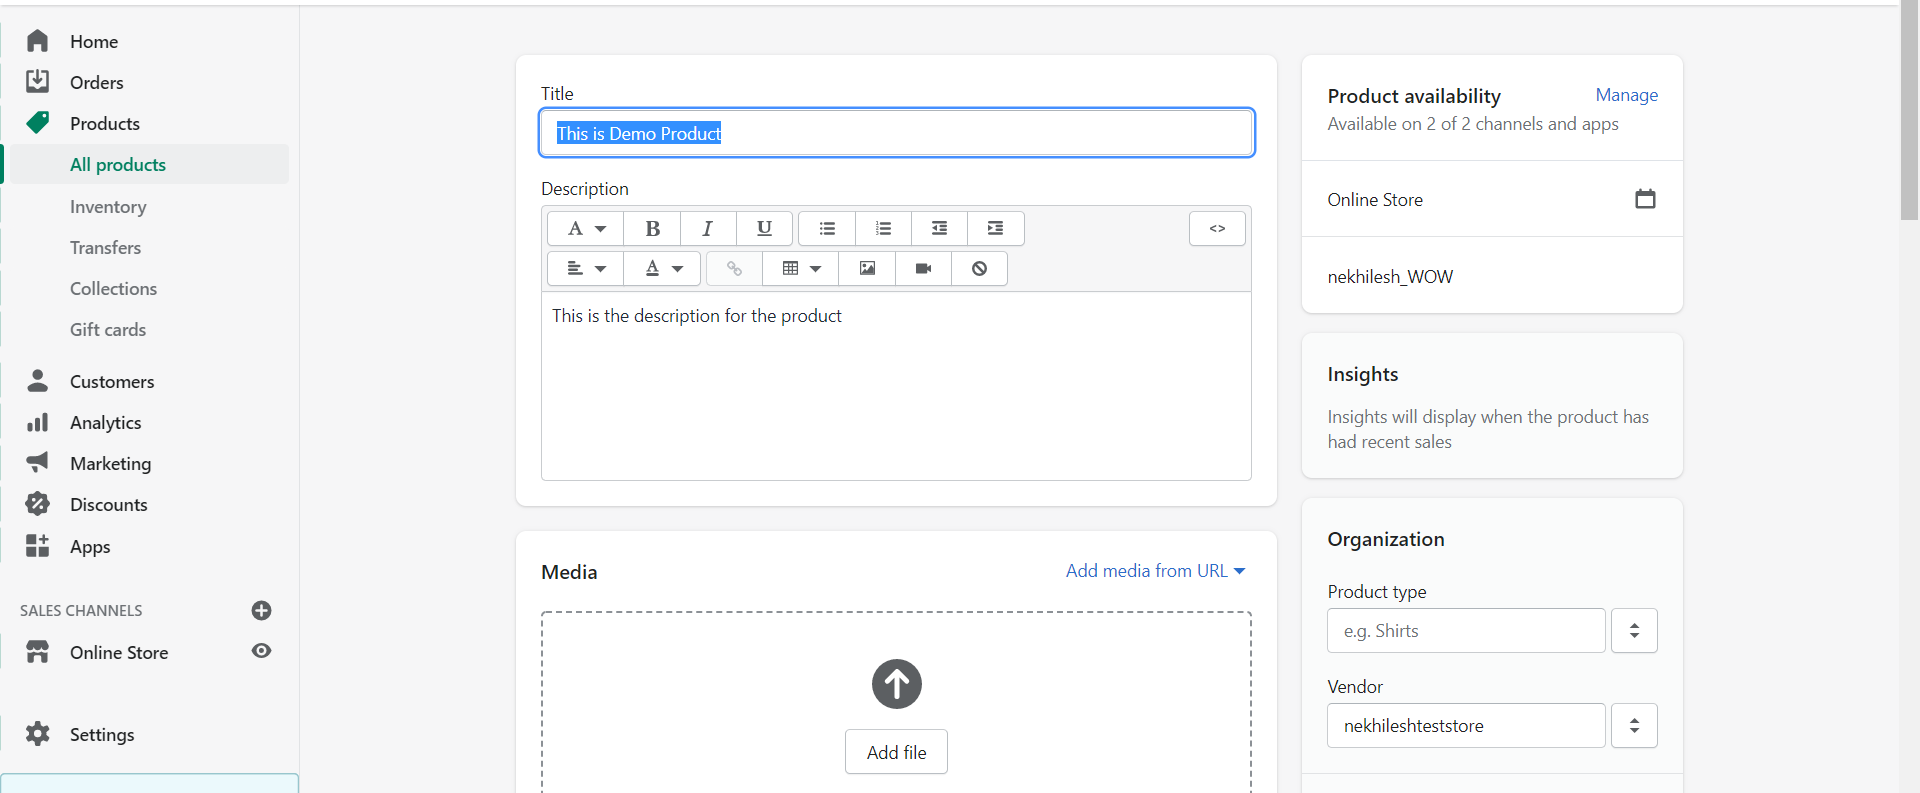 Home
Orders
Products
All products
Inventory
Transfers
Collections
Gift cards
Customers
Analytics
Marketing
Discounts
Apps
SALES CHANNELS
Online Store
Settings
Title
This is Demo Product
Description
A
B
I
U
<>
A
This is the description for the product
Media
Add media from URL
Add file
Product availability
Manage
Available on 2 of 2 channels and apps
Online Store
nekhilesh_WOW
Insights
Insights will display when the product has
had recent sales
Organization
Product type
e.g. Shirts
Vendor
nekhileshteststore